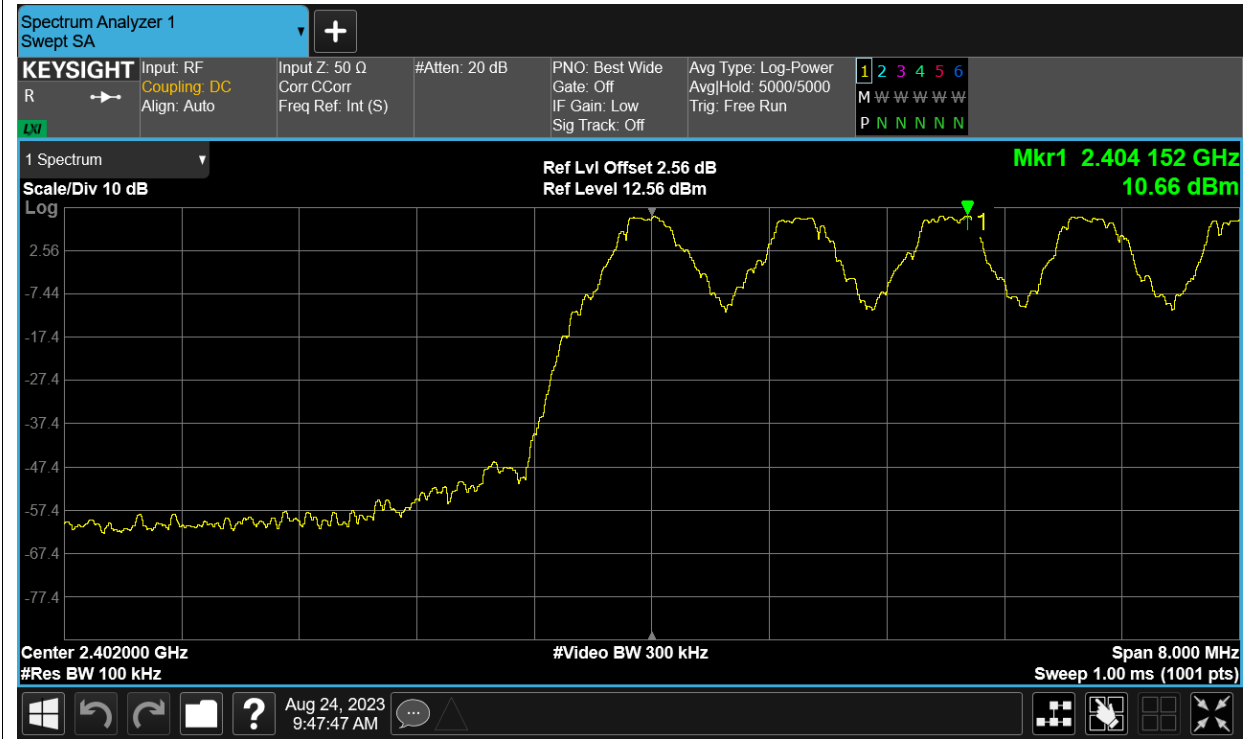 Spectrum Analyzer 1
Swept SA
KEYSIGHT
R
LXI
Input: RF
Coupling: DC
Align: Auto
Input Z: 50 Ω
Corr CCorr
Freq Ref: Int (S)
#Atten: 20 dB
PNO: Best Wide
Gate: Off
IF Gain: Low
Sig Track: Off
Avg Type: Log-Power
Avg|Hold: 5000/5000
Trig: Free Run
1 2 3 4 5 6
M W W W W W
P N N N N N
1 Spectrum
Scale/Div 10 dB
Ref Lvl Offset 2.56 dB
Ref Level 12.56 dBm
Mkr1 2.404 152 GHz
10.66 dBm
Log
1
2.56
-7.44
-17.4
-27.4
-37.4
-47.4
-57.4
-67.4
-77.4
Center 2.402000 GHz
#Video BW 300 kHz
Span 8.000 MHz
#Res BW 100 kHz
Sweep 1.00 ms (1001 pts)
?
Aug 24, 2023
9:47:47 AM